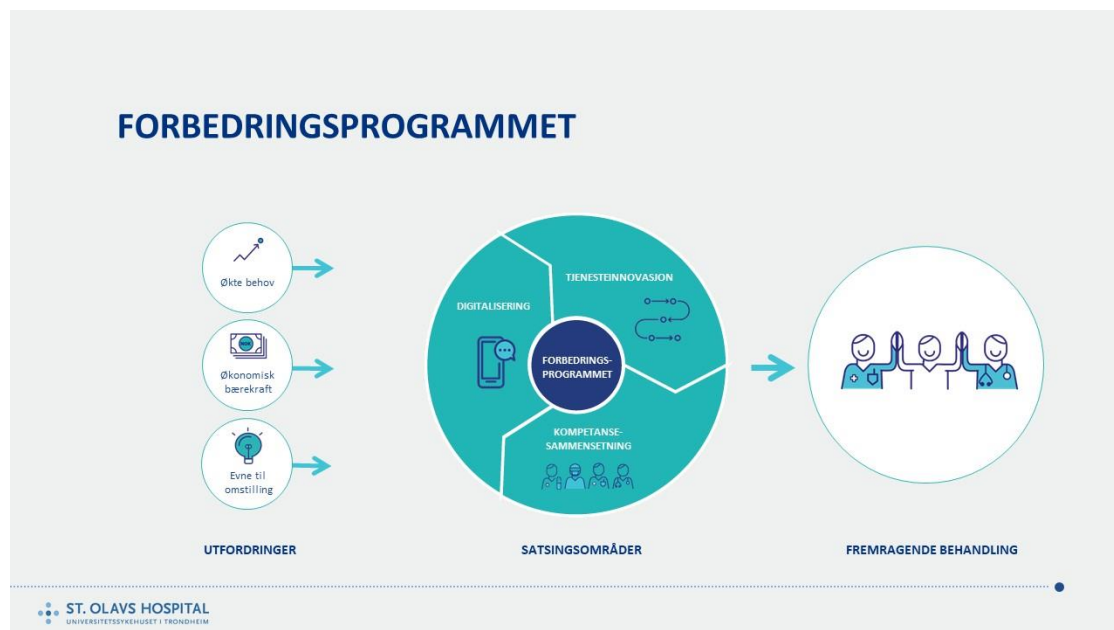 FORBEDRINGSPROGRAMMET
Økte behov
Økonomisk
bærekraft
Evne til
omstilling
UTFORDRINGER
DIGITALISERING
TJENESTEINNOVASJON
FORBEDRINGS-
PROGRAMMET
KOMPETANSE-
SAMMENSETNING
SATSINGSOMRÅDER
FREMRAGENDE BEHANDLING
ST. OLAVS HOSPITAL
UNIVERSITETSSYKEHUSET I TRONDHEIM